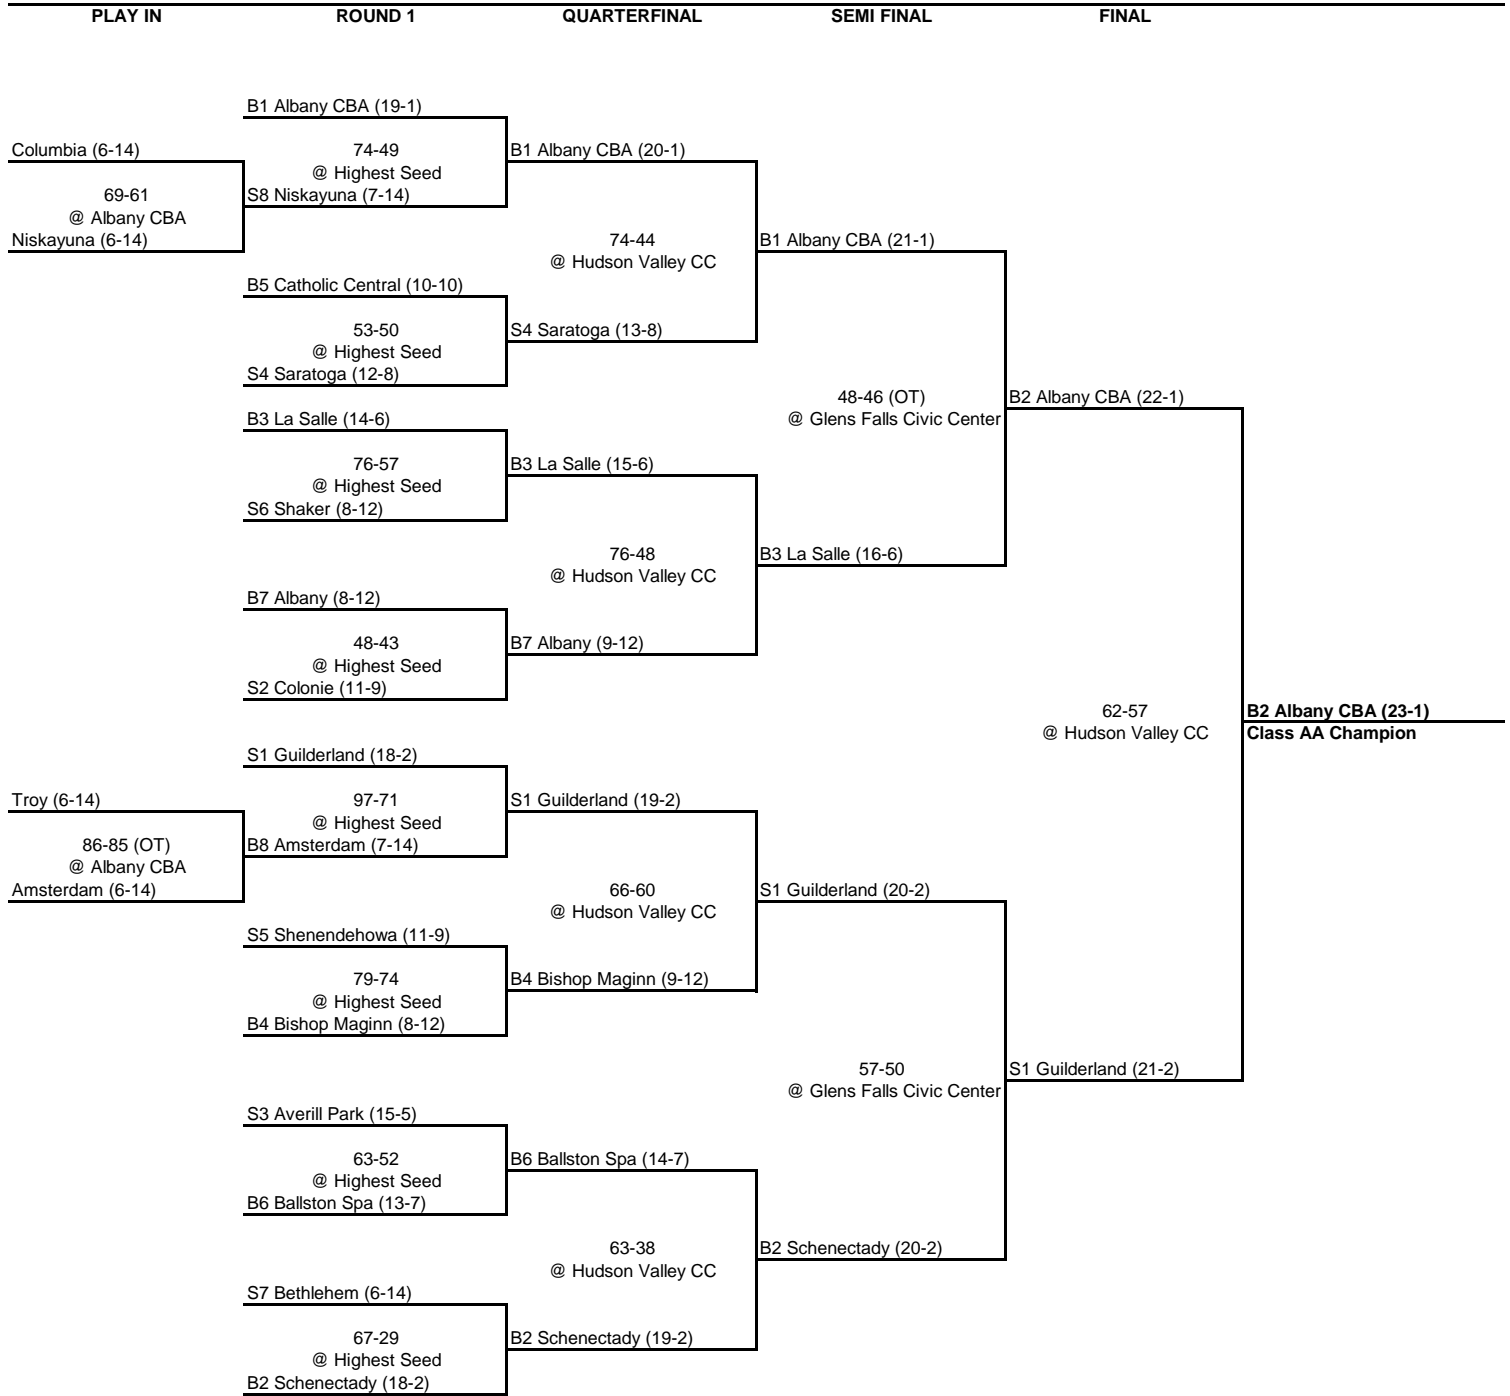 PLAY IN ROUND 1 QUARTERFINAL SEMI FINAL FINAL
B1 Albany CBA (19-1)
Columbia (6-14) 74-49 B1 Albany CBA (20-1)
@ Highest Seed
69-61 S8 Niskayuna (7-14)
@ Albany CBA
Niskayuna (6-14) 74-44 B1 Albany CBA (21-1)
@ Hudson Valley CC
B5 Catholic Central (10-10)
53-50 S4 Saratoga (13-8)
@ Highest Seed
S4 Saratoga (12-8)
48-46 (OT) B2 Albany CBA (22-1)
B3 La Salle (14-6) @ Glens Falls Civic Center
76-57 B3 La Salle (15-6)
@ Highest Seed
S6 Shaker (8-12)
76-48 B3 La Salle (16-6)
@ Hudson Valley CC
B7 Albany (8-12)
48-43 B7 Albany (9-12)
@ Highest Seed
S2 Colonie (11-9)
62-57 B2 Albany CBA (23-1)
@ Hudson Valley CC Class AA Champion
S1 Guilderland (18-2)
Troy (6-14) 97-71 S1 Guilderland (19-2)
@ Highest Seed
86-85 (OT) B8 Amsterdam (7-14)
@ Albany CBA
Amsterdam (6-14) 66-60 S1 Guilderland (20-2)
@ Hudson Valley CC
S5 Shenendehowa (11-9)
79-74 B4 Bishop Maginn (9-12)
@ Highest Seed
B4 Bishop Maginn (8-12)
57-50 S1 Guilderland (21-2)
@ Glens Falls Civic Center
S3 Averill Park (15-5)
63-52 B6 Ballston Spa (14-7)
@ Highest Seed
B6 Ballston Spa (13-7)
63-38 B2 Schenectady (20-2)
@ Hudson Valley CC
S7 Bethlehem (6-14)
67-29 B2 Schenectady (19-2)
@ Highest Seed
B2 Schenectady (18-2)